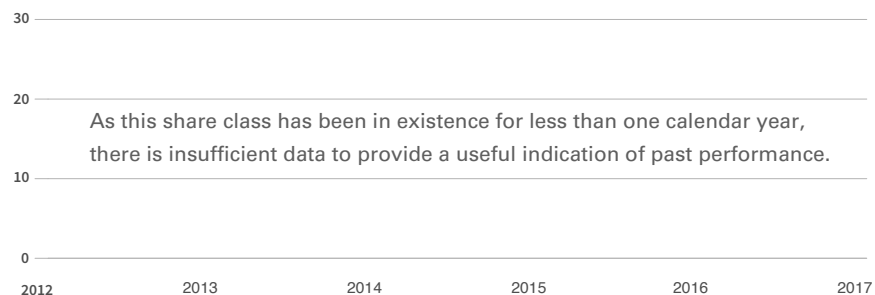 30
20
As this share class has been in existence for less than one calendar year,
there is insufficient data to provide a useful indication of past performance.
10
0
2012 2013 2014 2015 2016 2017